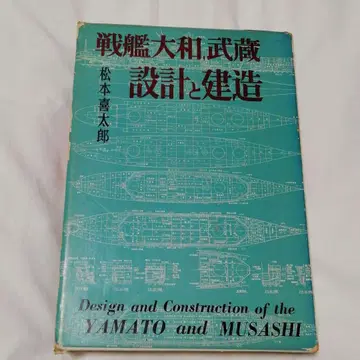 戦艦大和、武蔵
設計と建造
松本喜太郎
Design and Construction of the
YAMATO and MUSASHI